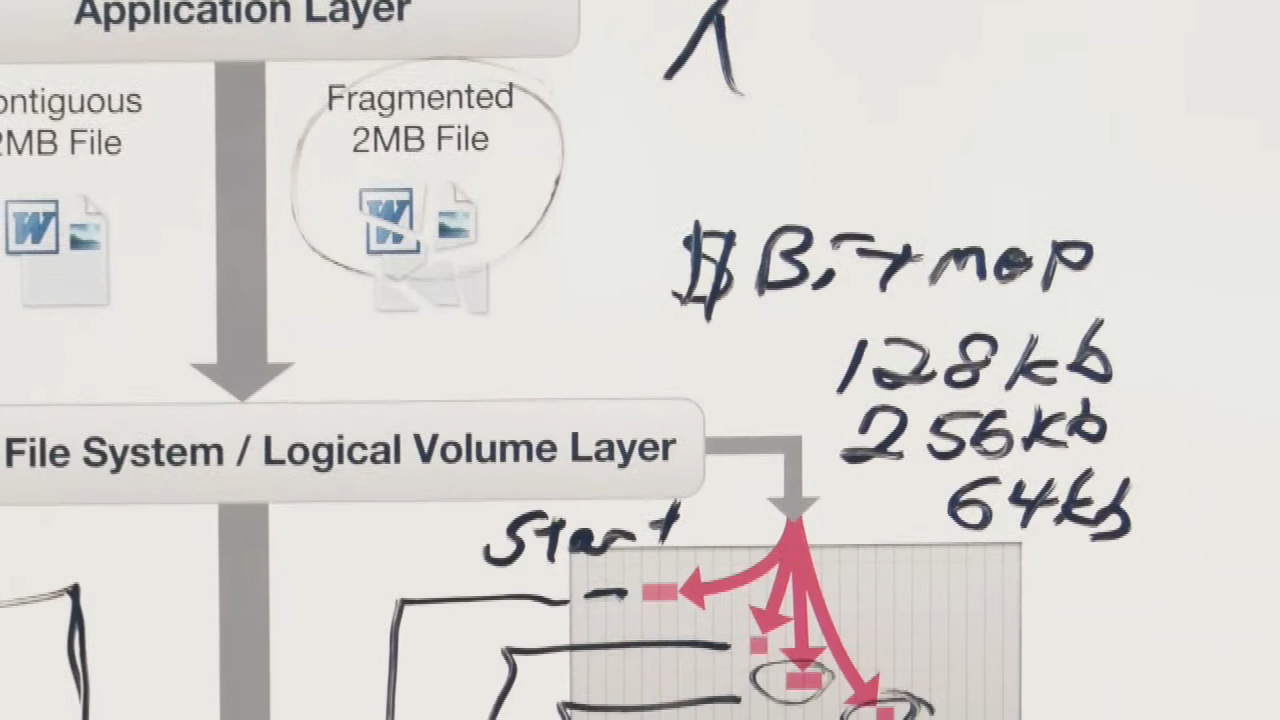 Application Layer
ontiguous
2MB File
Fragmented
2MB File
W
W
$Bitmap
128kb
256kb
64kb
File System / Logical Volume Layer
Start